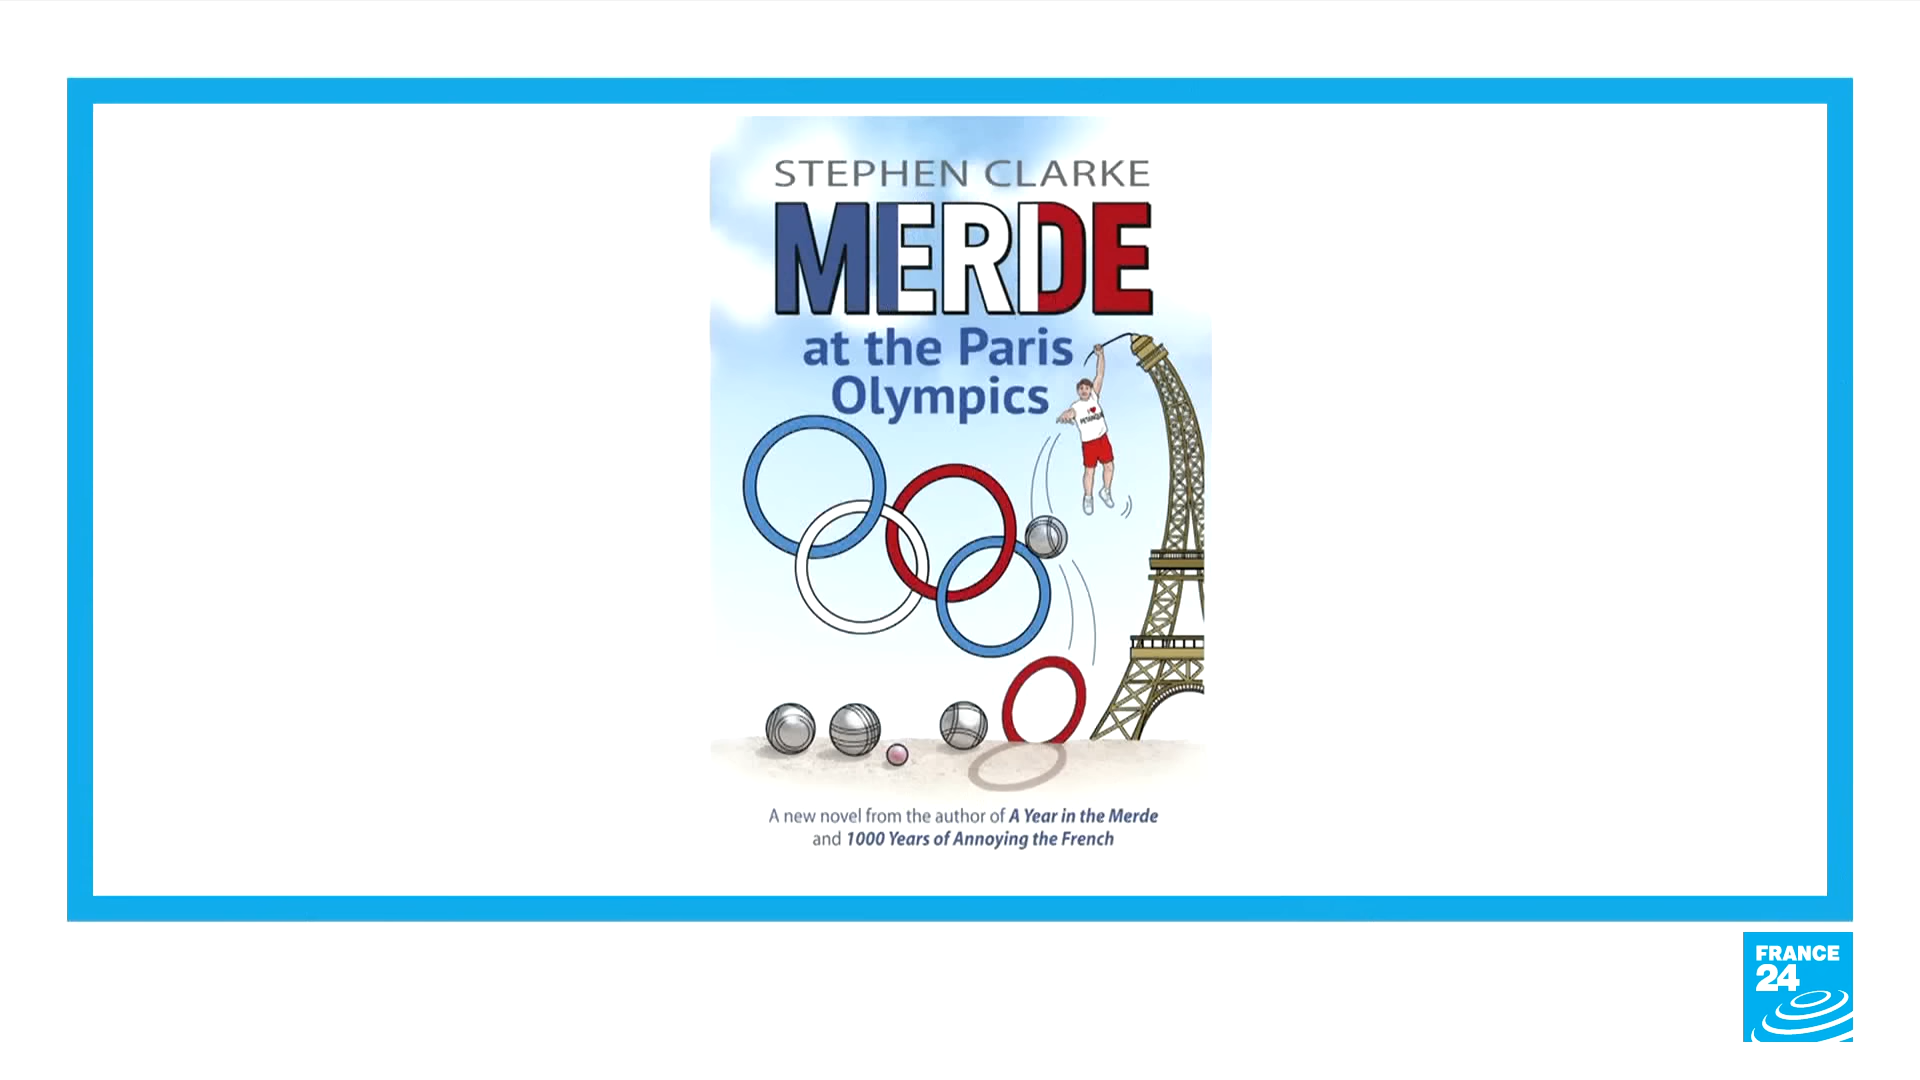 STEPHEN CLARKE
MERDE
at the Paris
Olympics
I ♥
PETANQUE
A new novel from the author of A Year in the Merde
and 1000 Years of Annoying the French
FRANCE
24